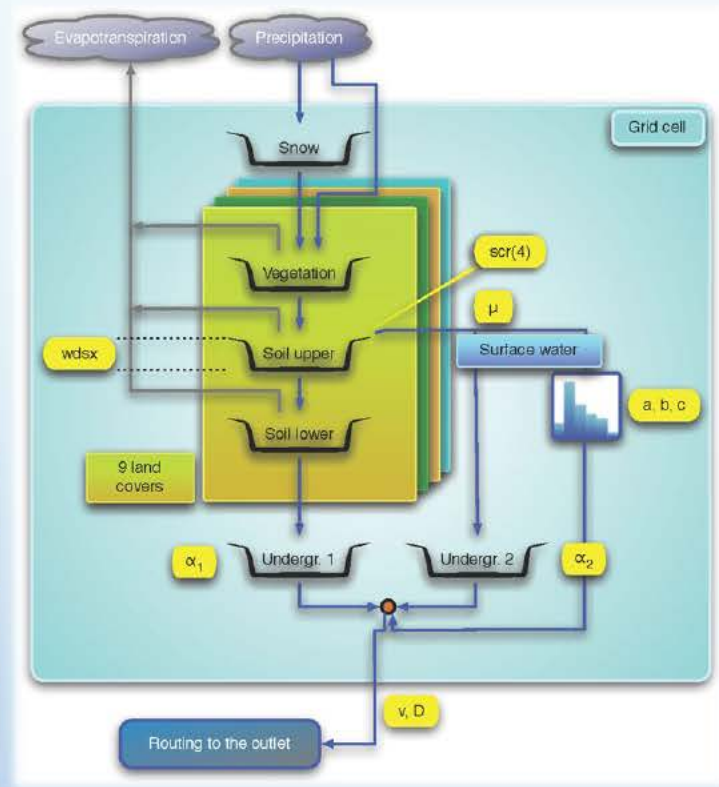 Evapotranspiration
Precipitation
Grid cell
Snow
scr(4)
Vegetation
μ
wdsx
Soil upper
Surface water
a, b, c
Soil lower
9 land
covers
α1
Undergr. 1
Undergr. 2
α2
v, D
Routing to the outlet